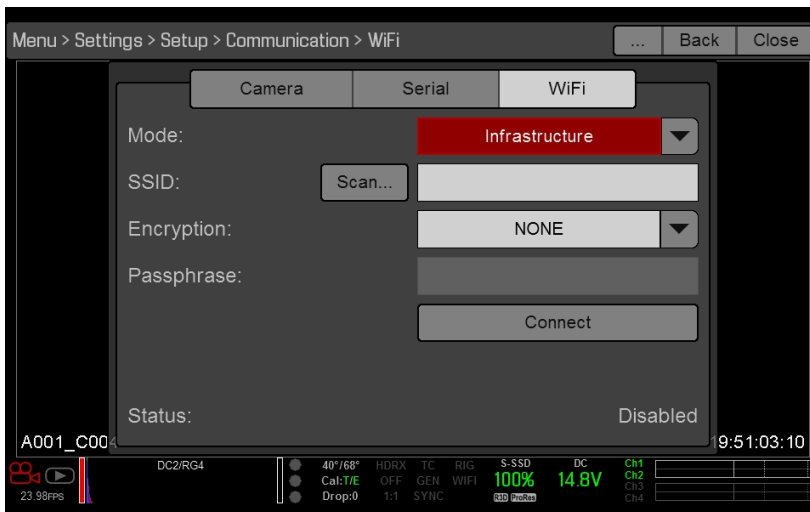 Menu > Settings > Setup > Communication > WiFi ... Back Close
Camera Serial WiFi
Mode: Infrastructure
SSID: Scan...
Encryption: NONE
Passphrase:
Connect
Status: Disabled
A001_C00 9:51:03:10
DC2/RG4 40°/68° HDRX TC RIG S-SSD DC Ch1
Cal:T/E OFF GEN WIFI 100% 14.8V Ch2
23.98FPS Drop:0 1:1 SYNC R3D ProRes Ch3
Ch4